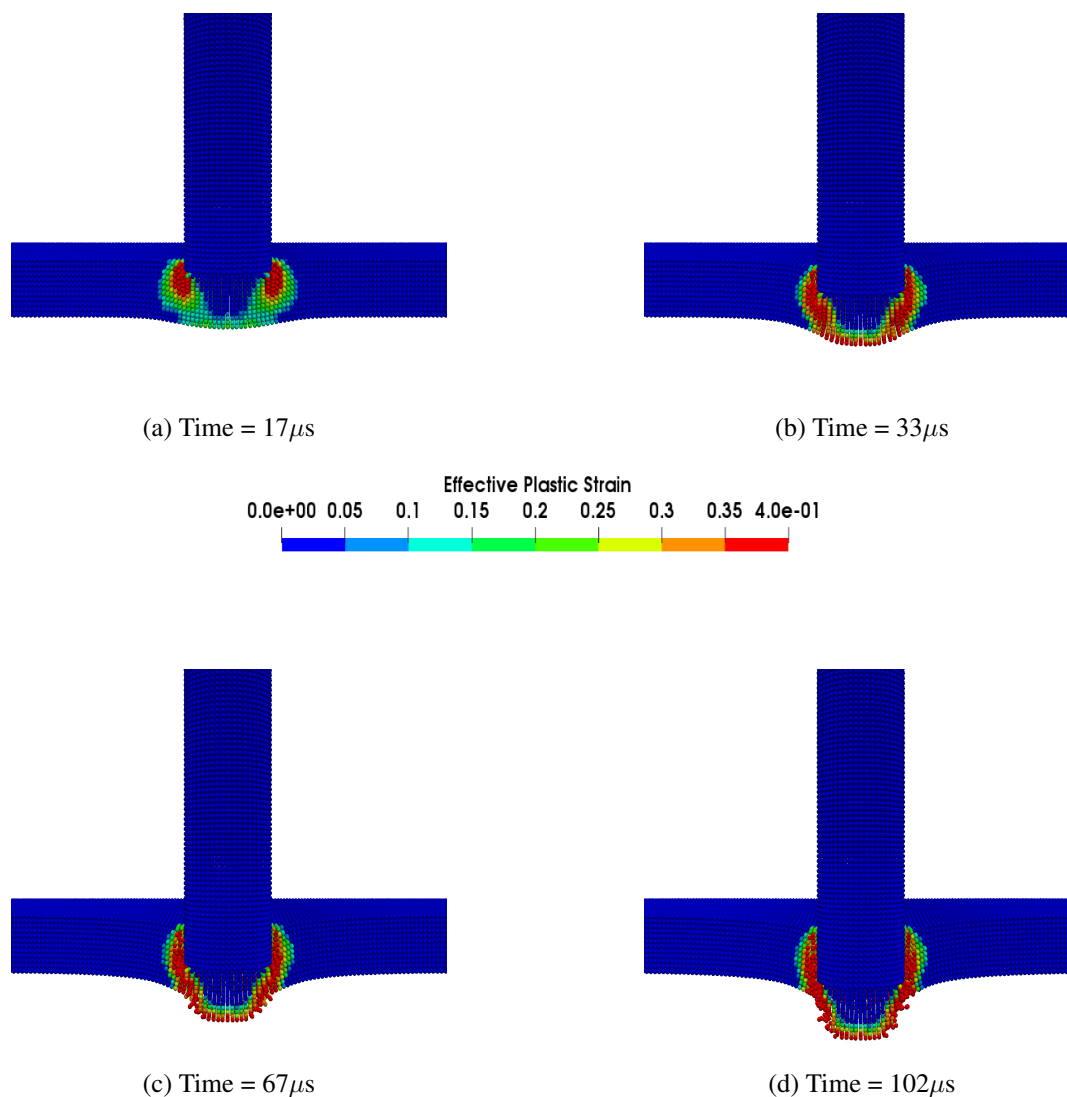 (a) Time = 17μs
(b) Time = 33μs
Effective Plastic Strain
0.0e+00 0.05 0.1 0.15 0.2 0.25 0.3 0.35 4.0e-01
(c) Time = 67μs
(d) Time = 102μs